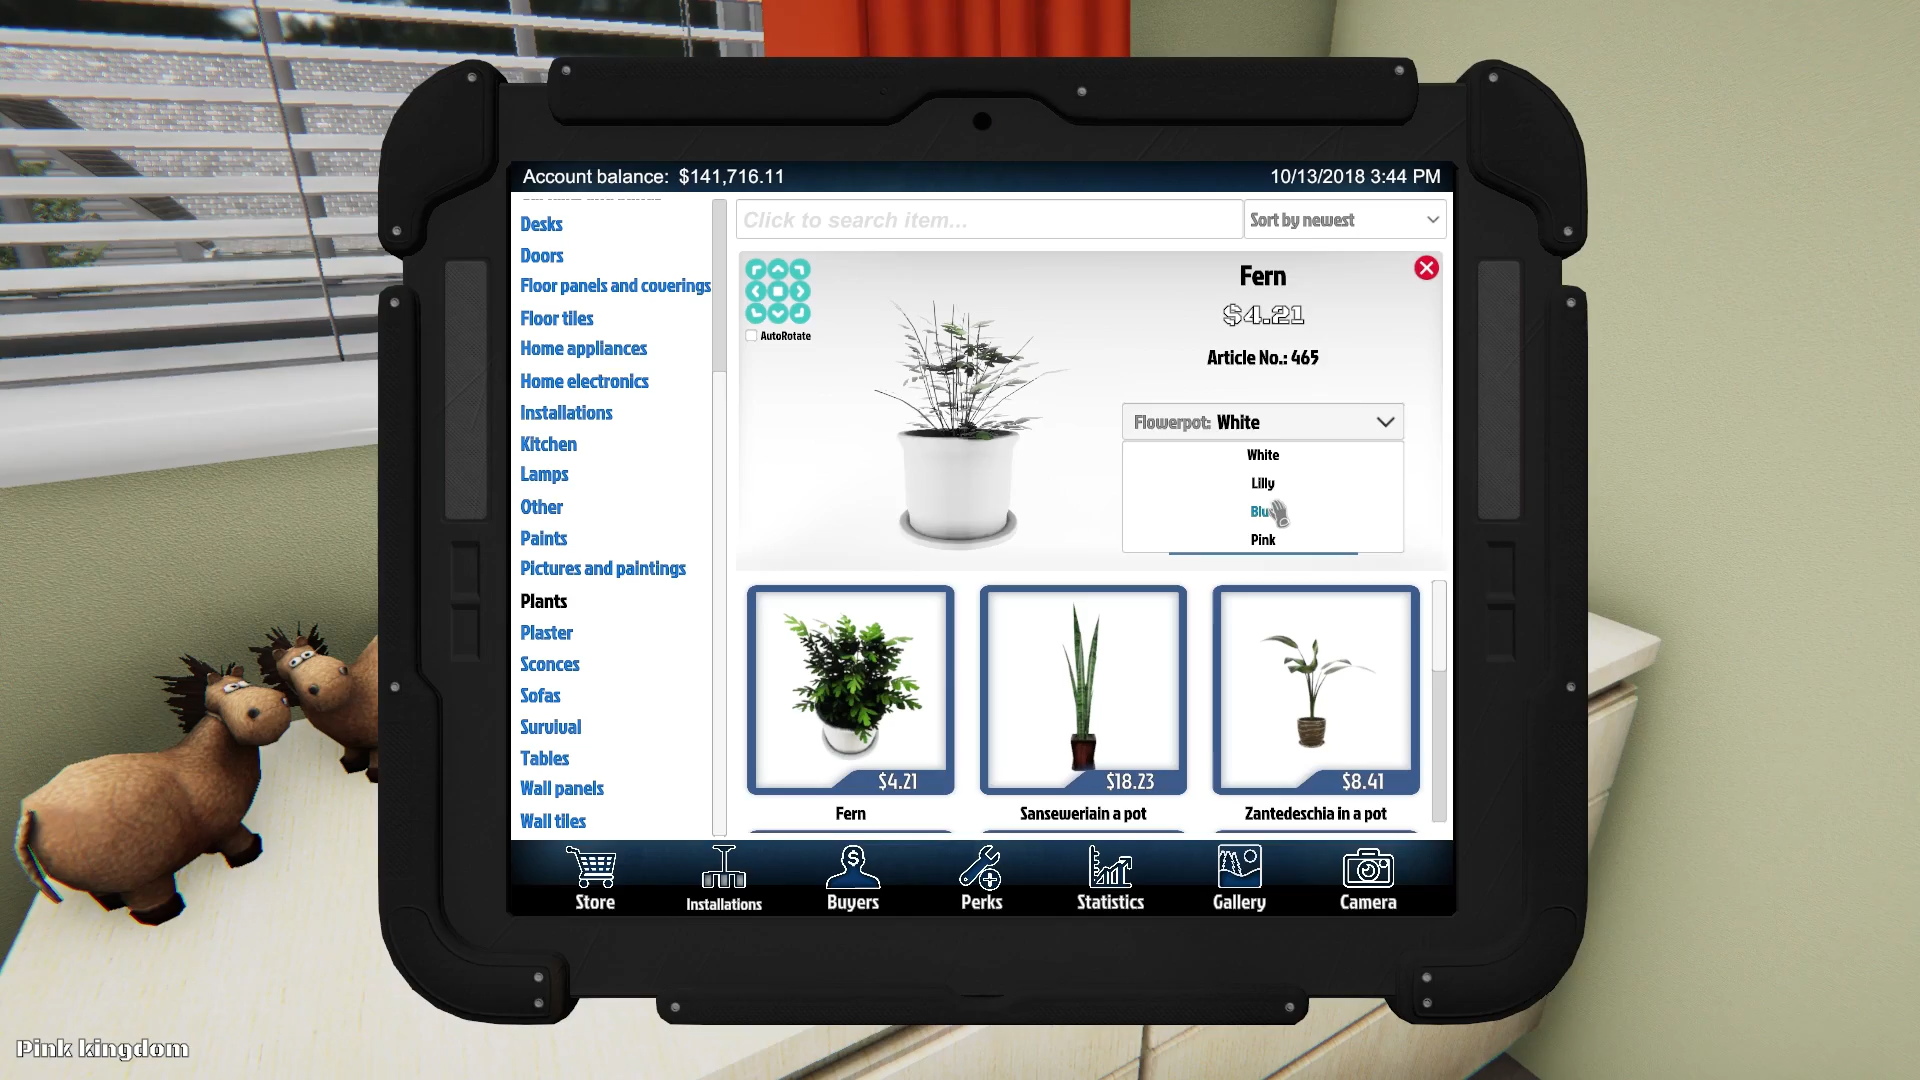 Account balance: $141,716.11
10/13/2018 3:44 PM
Desks
Doors
Floor panels and coverings
Floor tiles
Home appliances
Home electronics
Installations
Kitchen
Lamps
Other
Paints
Pictures and paintings
Plants
Plaster
Sconces
Sofas
Survival
Tables
Wall panels
Wall tiles
Click to search item...
Sort by newest
AutoRotate
Fern
$4.21
Article No.: 465
Flowerpot: White
White
Lilly
Pink
$4.21
$18.23
$8.41
Fern
Sanseweriain a pot
Zantedeschia in a pot
Store
Installations
Buyers
Perks
Statistics
Gallery
Camera
Pink kingdom